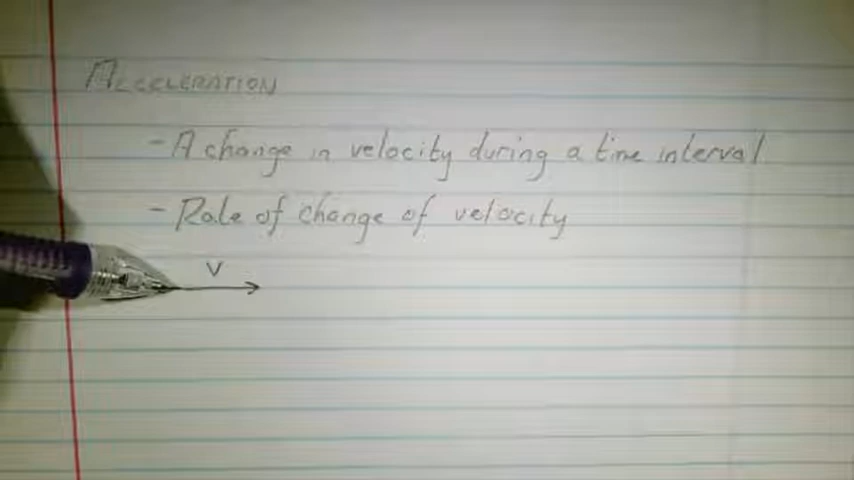 ACCELERATION
- A change in velocity during a time interval
- Rate of change of velocity
V